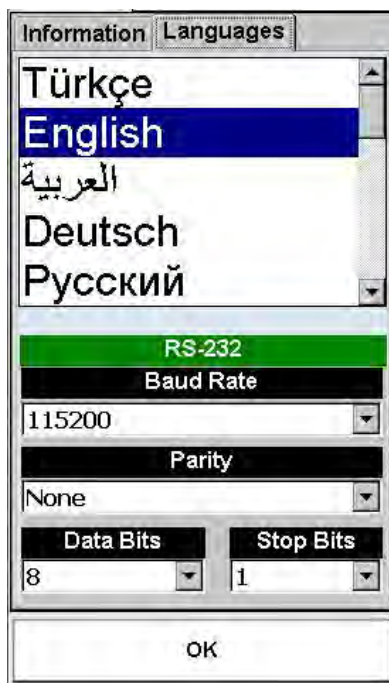 Information Languages
Türkçe
English
العربية
Deutsch
Русский
RS-232
Baud Rate
115200
Parity
None
Data Bits Stop Bits
8 1
OK